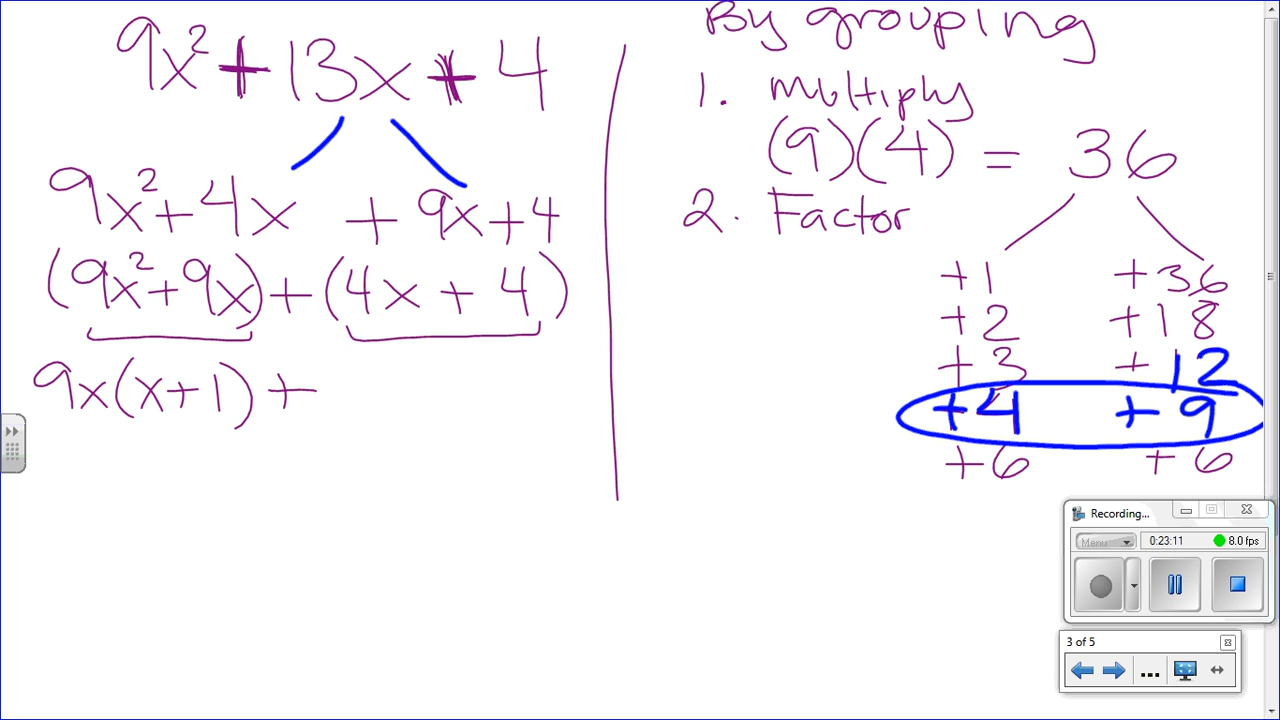 9x² + 13x + 4
9x² + 4x + 9x + 4
(9x² + 9x) + (4x + 4)
9x(x + 1) +
By grouping
1. Multiply
(9)(4) = 36
2. Factor
+1 +36
+2 +18
+3 +12
+4 +9
+6 +6
Recording...
Menu 0:23:11 8.0 fps
3 of 5
...